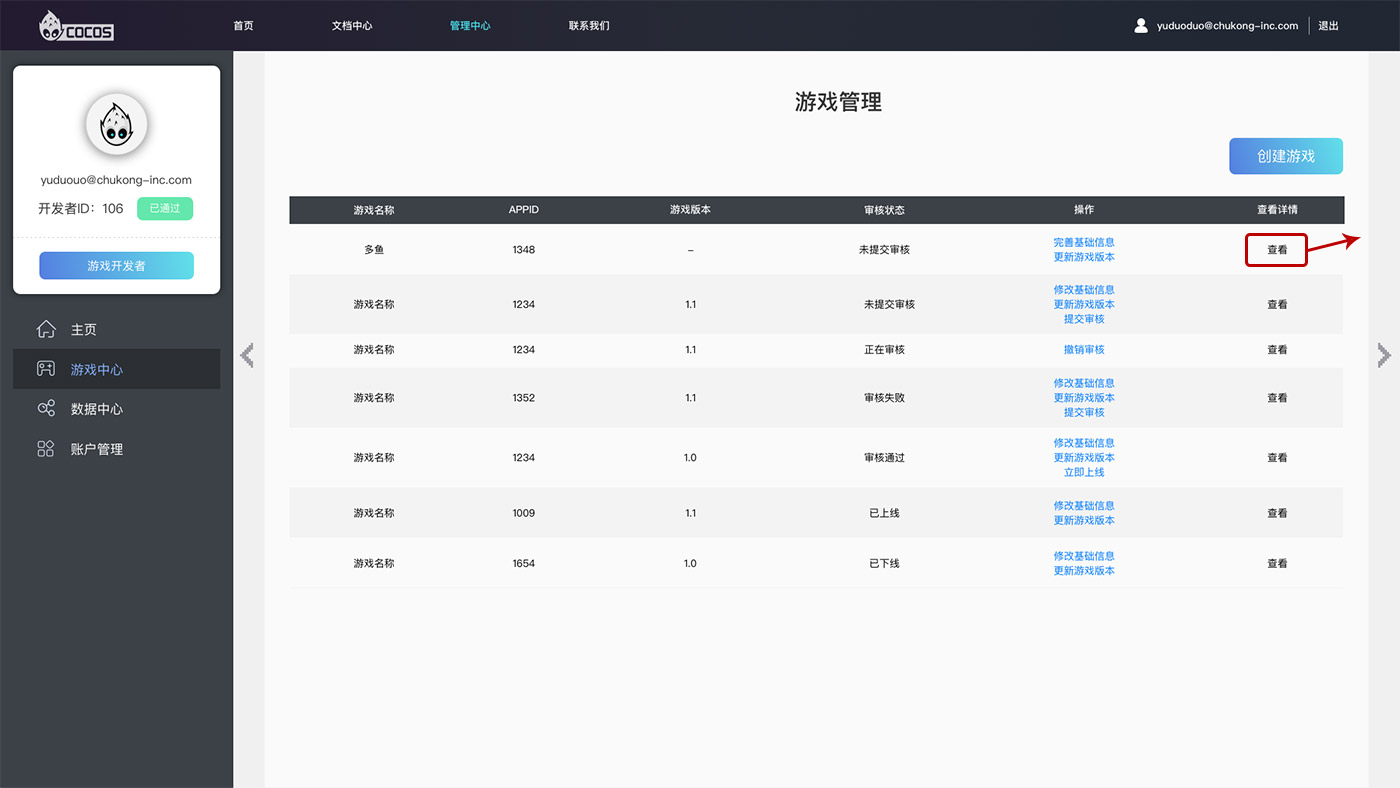 COCOS 首页 文档中心 管理中心 联系我们 yuduoduo@chukong-inc.com 退出
yuduouo@chukong-inc.com
开发者ID：106 已通过
游戏开发者
主页
游戏中心
数据中心
账户管理
游戏管理
创建游戏
游戏名称 APPID 游戏版本 审核状态 操作 查看详情
多鱼 1348 – 未提交审核 完善基础信息 查看
更新游戏版本
游戏名称 1234 1.1 未提交审核 修改基础信息 查看
更新游戏版本
提交审核
游戏名称 1234 1.1 正在审核 撤销审核 查看
游戏名称 1352 1.1 审核失败 修改基础信息 查看
更新游戏版本
提交审核
游戏名称 1234 1.0 审核通过 修改基础信息 查看
更新游戏版本
立即上线
游戏名称 1009 1.1 已上线 修改基础信息 查看
更新游戏版本
游戏名称 1654 1.0 已下线 修改基础信息 查看
更新游戏版本